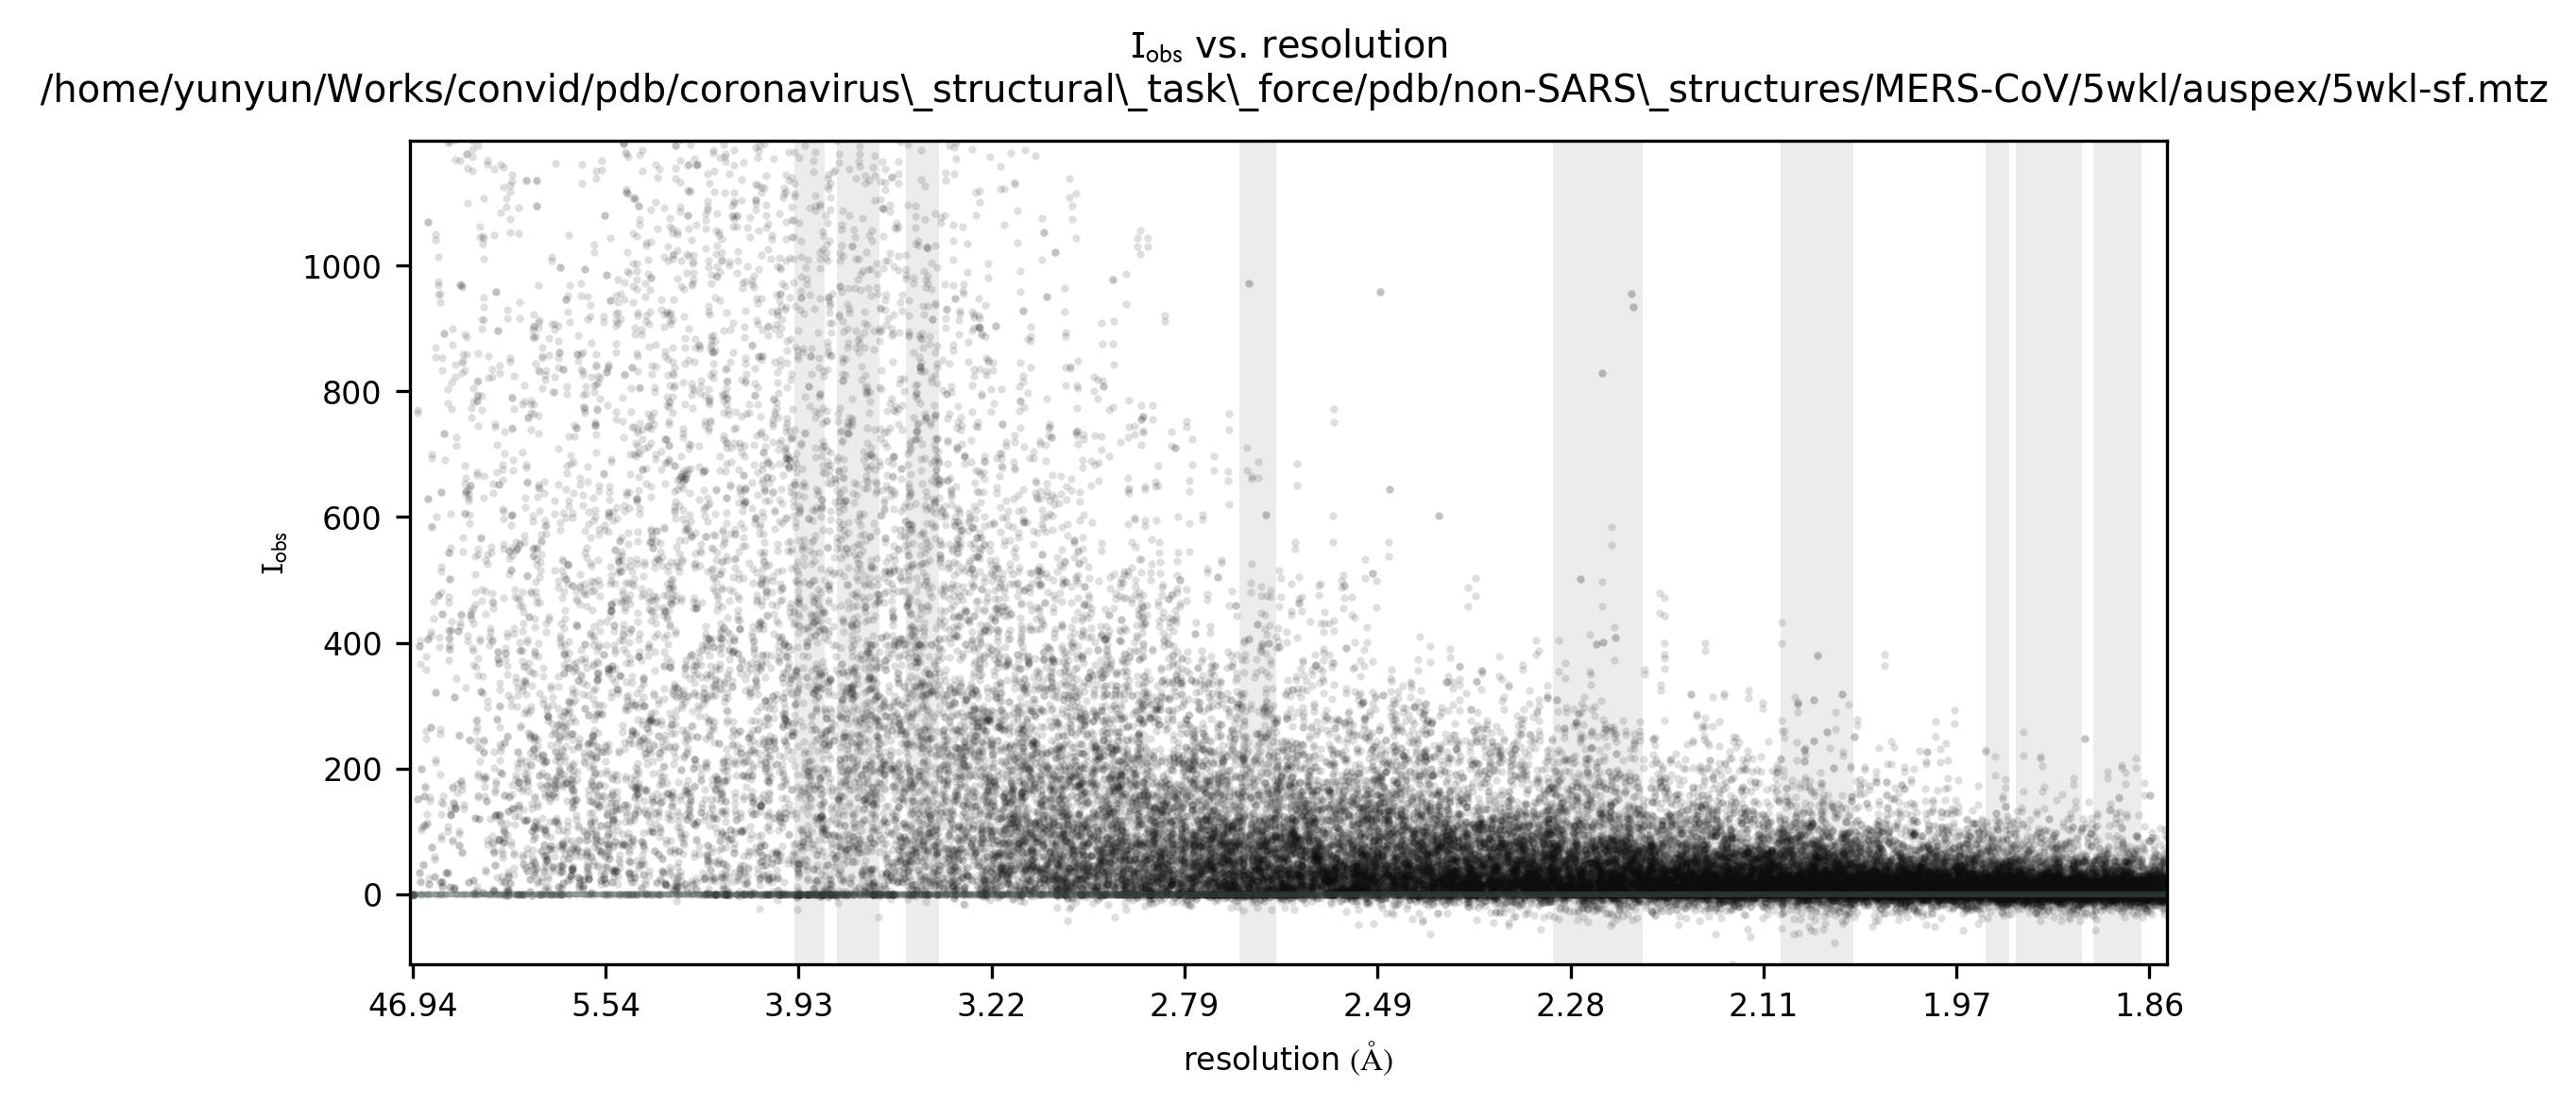 I_obs vs. resolution
/home/yunyun/Works/convid/pdb/coronavirus\_structural\_task\_force/pdb/non-SARS\_structures/MERS-CoV/5wkl/auspex/5wkl-sf.mtz
I_obs
1000
800
600
400
200
0
46.94 5.54 3.93 3.22 2.79 2.49 2.28 2.11 1.97 1.86
resolution (Å)